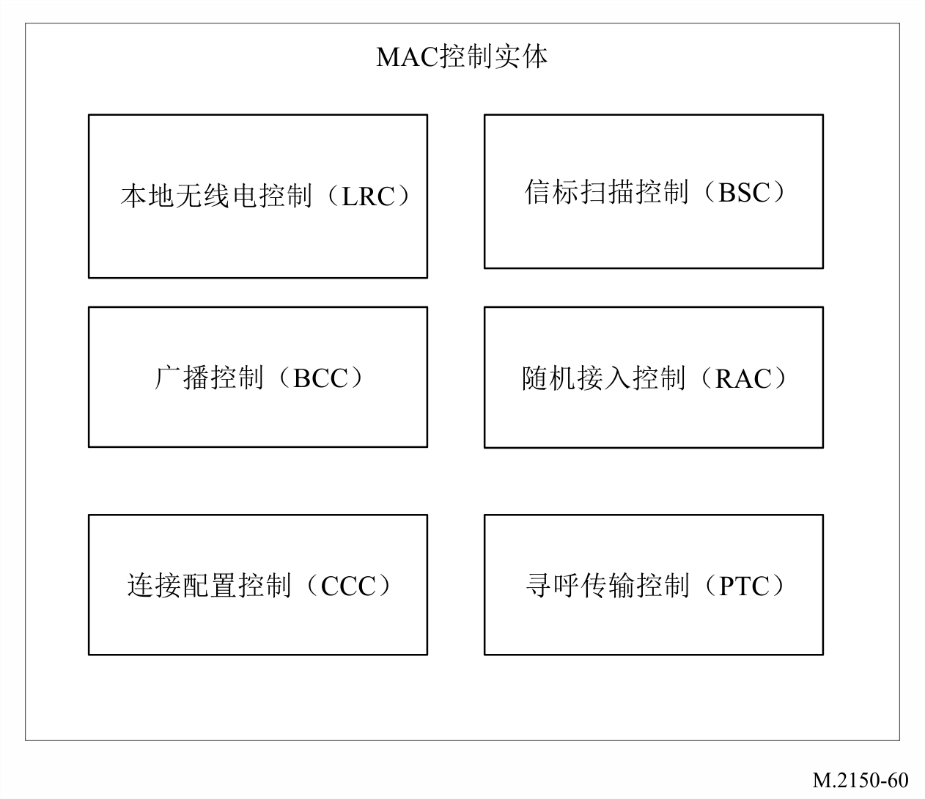 MAC控制实体
本地无线电控制（LRC）
信标扫描控制（BSC）
广播控制（BCC）
随机接入控制（RAC）
连接配置控制（CCC）
寻呼传输控制（PTC）
M.2150-60